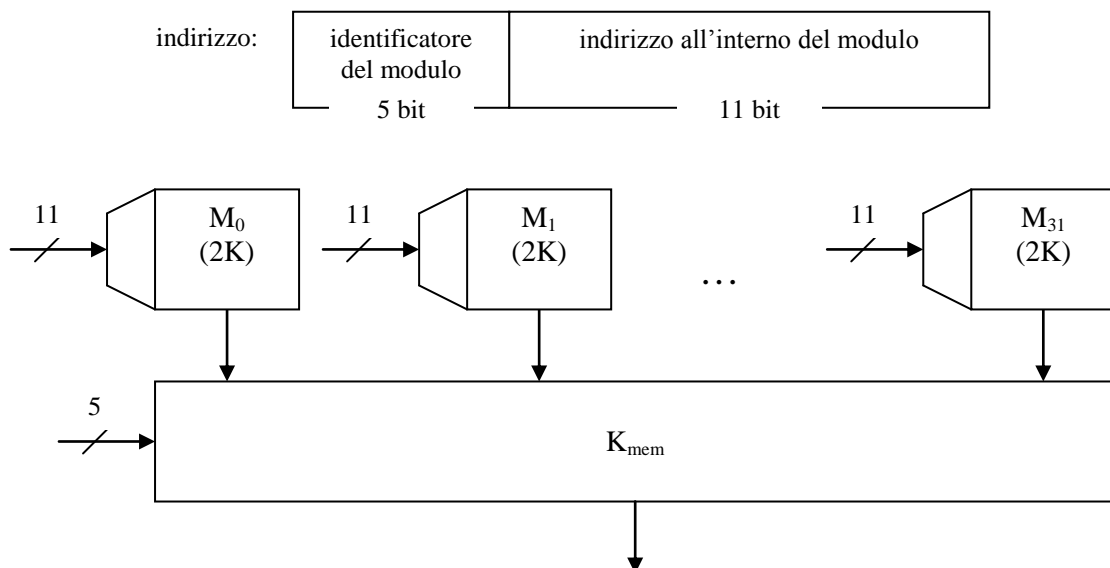 indirizzo:
identificatore
del modulo
indirizzo all’interno del modulo
5 bit
11 bit
11
M0
(2K)
11
M1
(2K)
…
11
M31
(2K)
5
Kmem